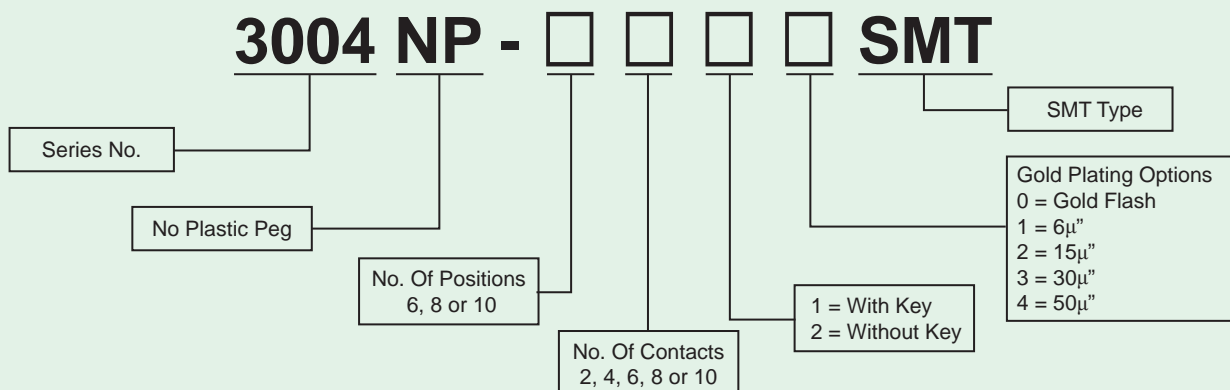 3004 NP - □ □ □ □ SMT
SMT Type
Series No.
Gold Plating Options
0 = Gold Flash
1 = 6µ”
2 = 15µ”
3 = 30µ”
4 = 50µ”
No Plastic Peg
No. Of Positions
6, 8 or 10
1 = With Key
2 = Without Key
No. Of Contacts
2, 4, 6, 8 or 10